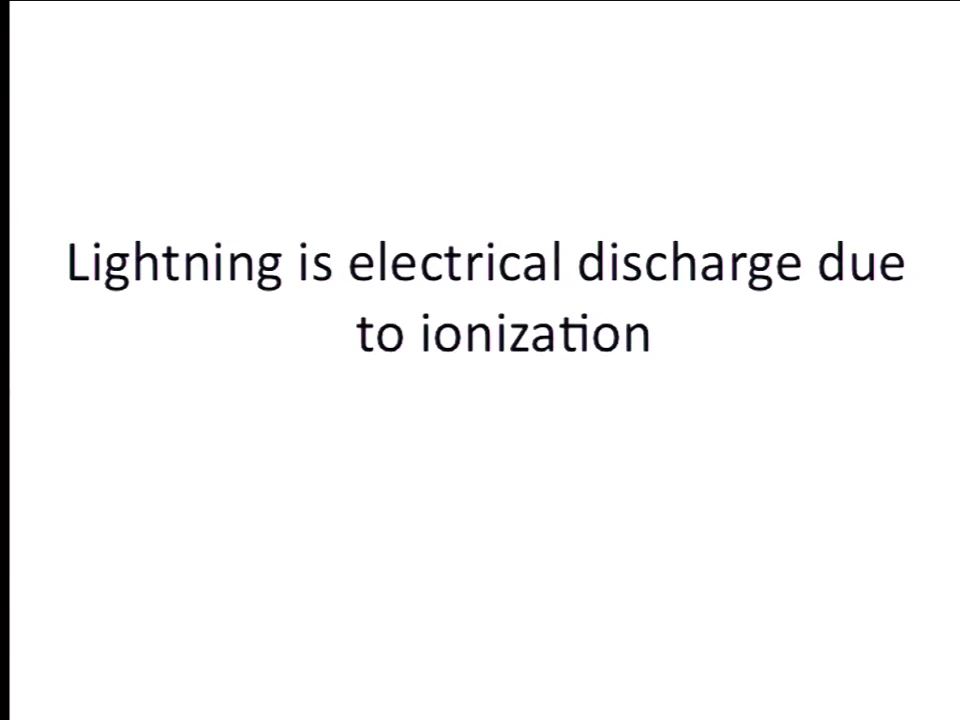 Lightning is electrical discharge due
to ionization